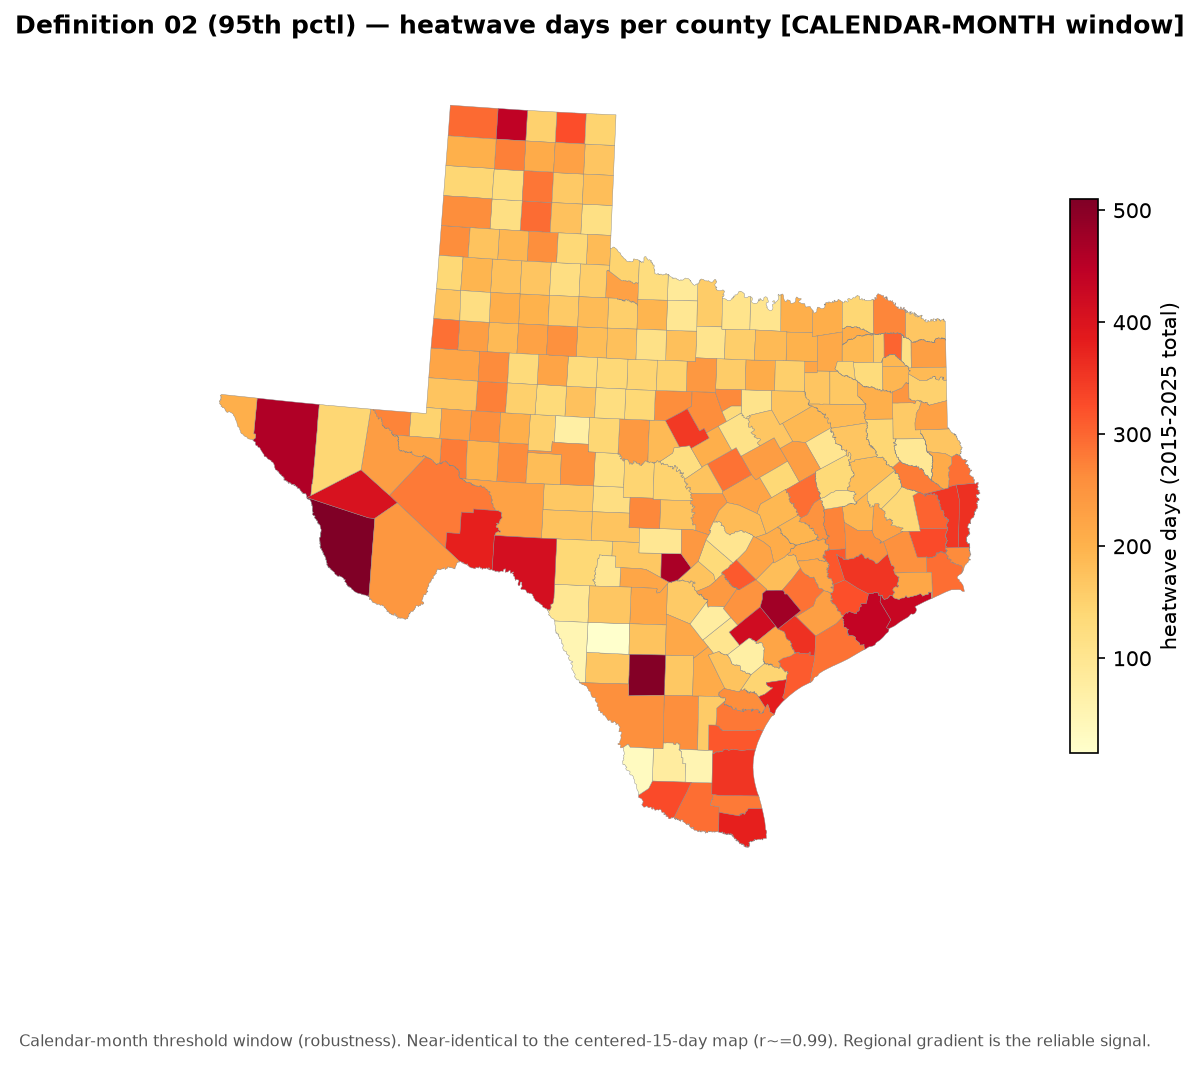 Definition 02 (95th pctl) — heatwave days per county [CALENDAR-MONTH window]
500
400
300
200
100
heatwave days (2015-2025 total)
Calendar-month threshold window (robustness). Near-identical to the centered-15-day map (r~=0.99). Regional gradient is the reliable signal.